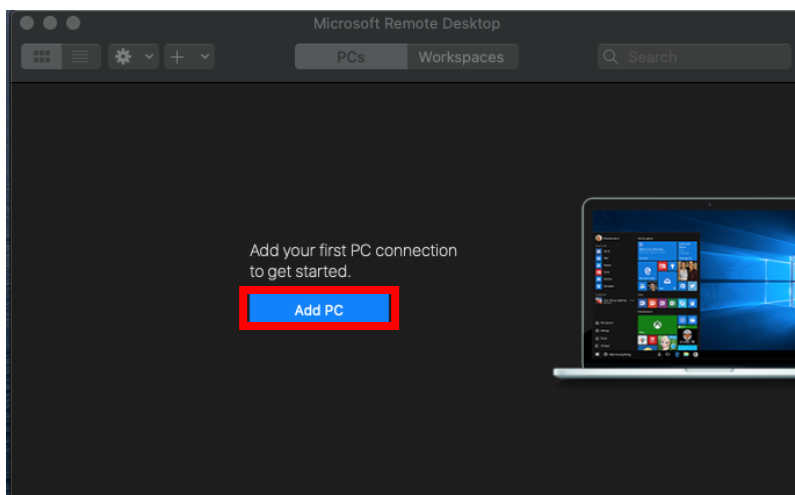 Microsoft Remote Desktop
PCs
Workspaces
Search
Add your first PC connection
to get started.
Add PC